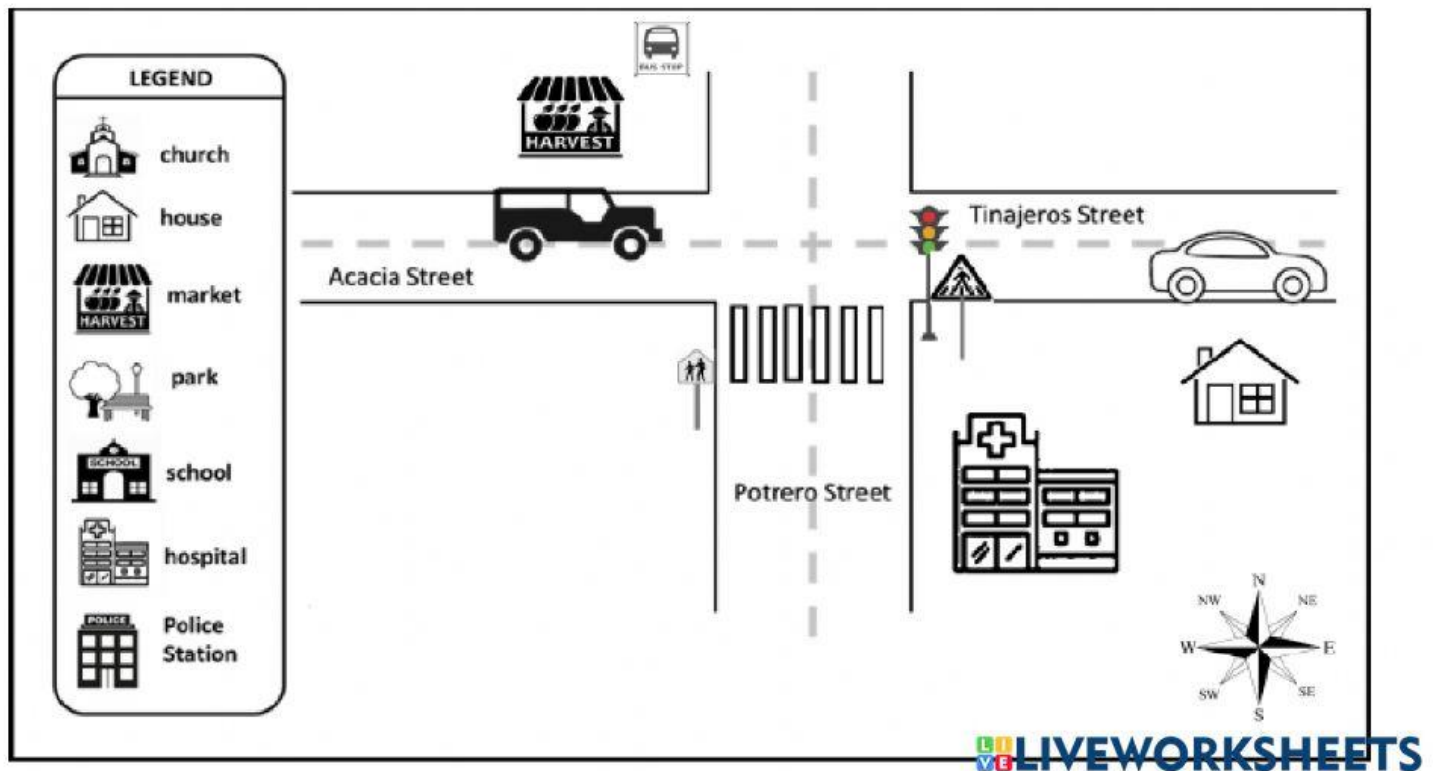 BUS STOP
LEGEND
church
house
HARVEST
market
HARVEST
park
SCHOOL
school
hospital
POLICE
Police
Station
Tinajeros Street
Acacia Street
Potrero Street
N
NW
NE
W
E
SW
SE
S
LIVE LIVEWORKSHEETS